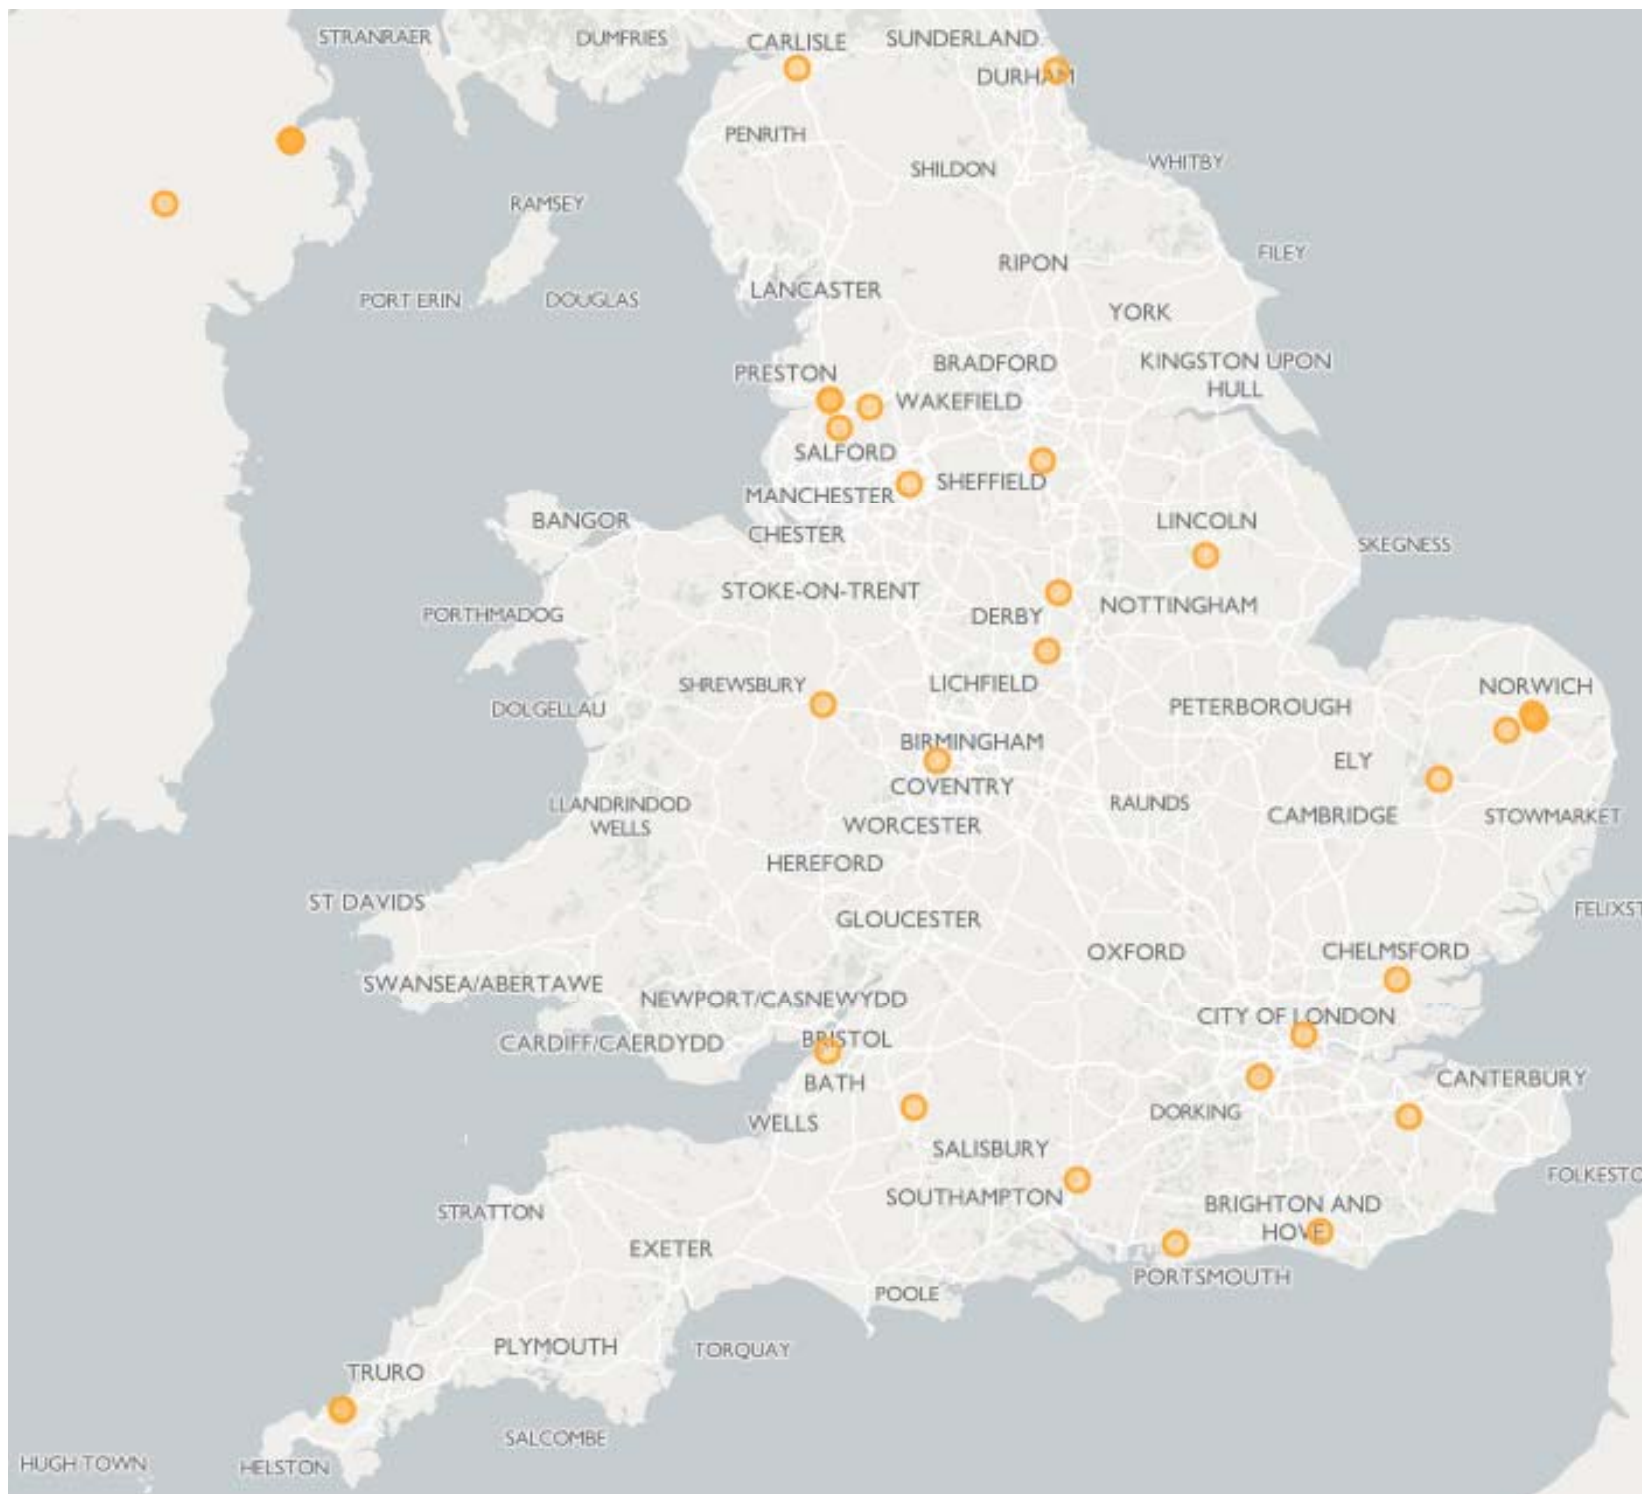 STRANRAER
DUMFRIES
CARLISLE
SUNDERLAND
DURHAM
PENRITH
SHILDON
WHITBY
RAMSEY
FILEY
RIPON
PORT ERIN
DOUGLAS
LANCASTER
YORK
BRADFORD
KINGSTON UPON
HULL
PRESTON
WAKEFIELD
SALFORD
SHEFFIELD
MANCHESTER
BANGOR
CHESTER
LINCOLN
SKEGNESS
STOKE-ON-TRENT
PORTHMADOG
DERBY
NOTTINGHAM
SHREWSBURY
LICHFIELD
NORWICH
DOLGELLAU
PETERBOROUGH
BIRMINGHAM
ELY
COVENTRY
LLANDRINDOD
WELLS
RAUNDS
CAMBRIDGE
STOWMARKET
WORCESTER
HEREFORD
ST DAVIDS
GLOUCESTER
FELIXST
OXFORD
CHELMSFORD
SWANSEA/ABERTAWE
NEWPORT/CASNEWYDD
CITY OF LONDON
CARDIFF/CAERDYDD
BRISTOL
BATH
CANTERBURY
WELLS
DORKING
SALISBURY
FOLKESTO
SOUTHAMPTON
BRIGHTON AND
HOVE
STRATTON
EXETER
PORTSMOUTH
POOLE
PLYMOUTH
TORQUAY
TRURO
SALCOMBE
HUGH TOWN
HELSTON